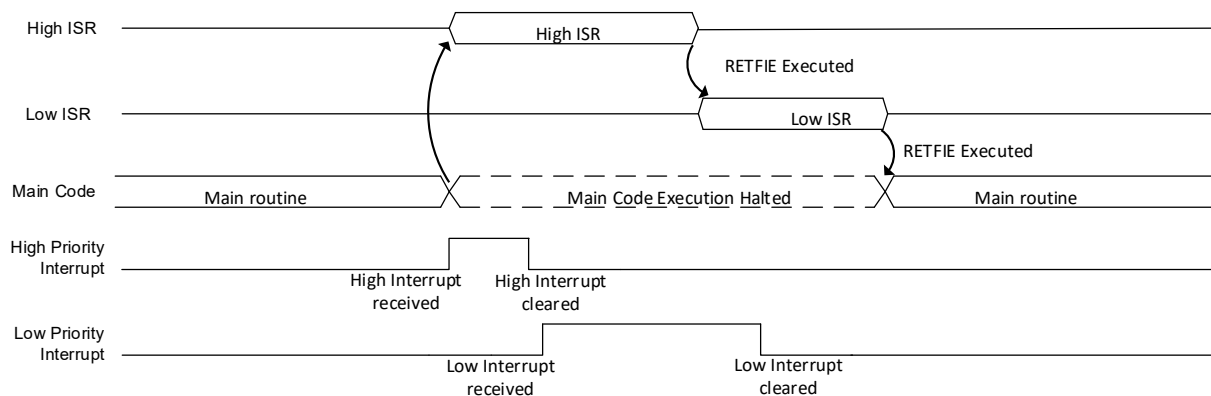 High ISR
High ISR
RETFIE Executed
Low ISR
Low ISR
RETFIE Executed
Main Code
Main routine
Main Code Execution Halted
Main routine
High Priority
Interrupt
High Interrupt
received
High Interrupt
cleared
Low Priority
Interrupt
Low Interrupt
received
Low Interrupt
cleared